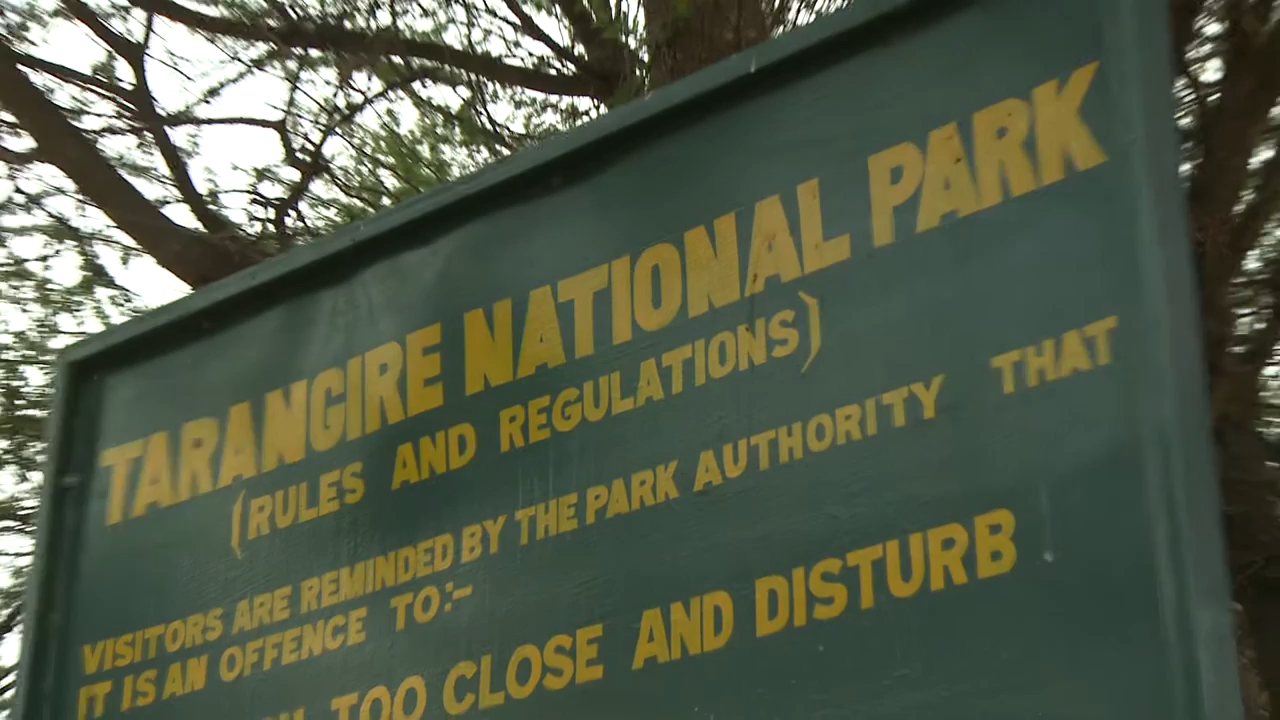 TARANGIRE NATIONAL PARK
(RULES AND REGULATIONS)
VISITORS ARE REMINDED BY THE PARK AUTHORITY THAT
IT IS AN OFFENCE TO:-
TOO CLOSE AND DISTURB